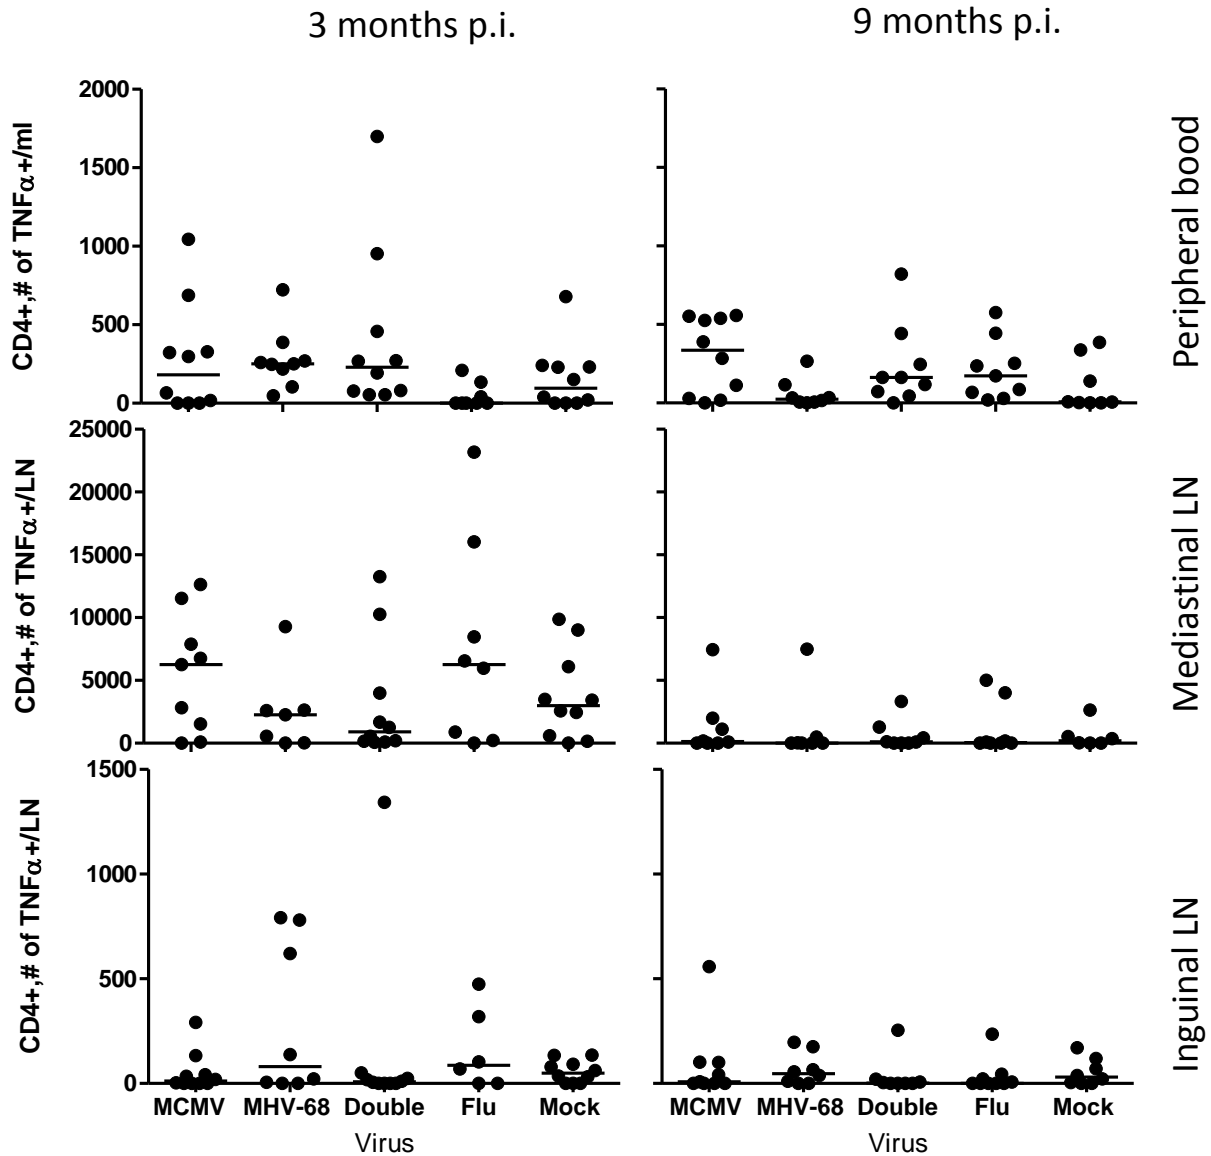 3 months p.i.
9 months p.i.
CD4+,# of TNFα+/ml
2000
1500
1000
500
0
Peripheral bood
CD4+,# of TNFα+/LN
25000
20000
15000
10000
5000
0
Mediastinal LN
CD4+,# of TNFα+/LN
1500
1000
500
0
Inguinal LN
MCMV MHV-68 Double Flu Mock
MCMV MHV-68 Double Flu Mock
Virus
Virus